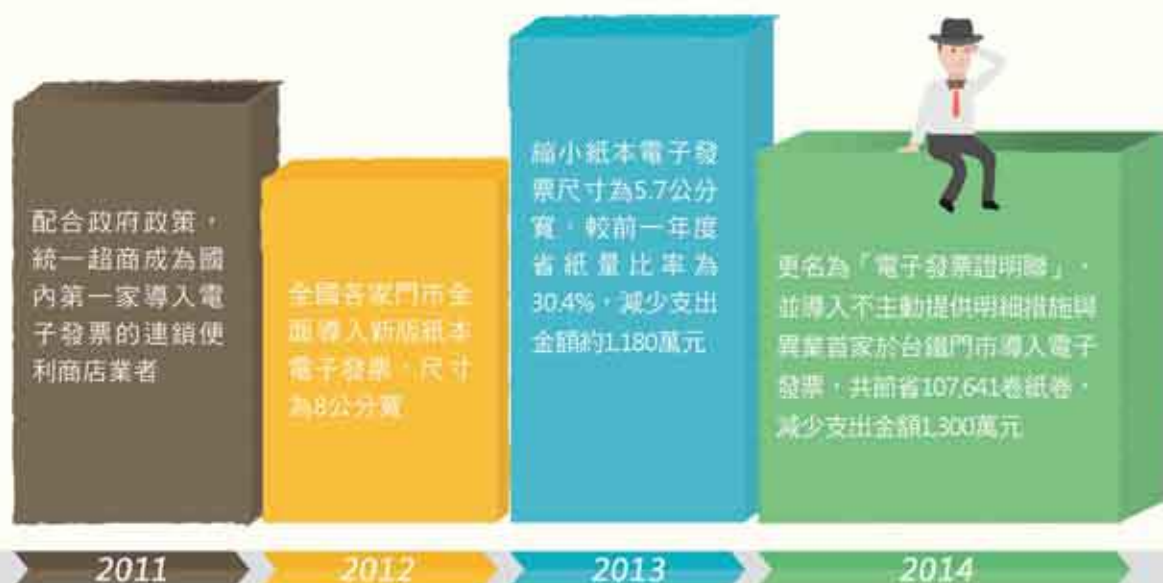 配合政府政策，
統一超商成為國
內第一家導入電
子發票的連鎖便
利商店業者
全國各家門市全
面導入新版紙本
電子發票，尺寸
為8公分寬
縮小紙本電子發
票尺寸為5.7公分
寬，較前一年度
省紙量比率為
30.4%，減少支出
金額約1,180萬元
更名為「電子發票證明聯」，
並導入不主動提供明細措施與
異業首家於台鐵門市導入電子
發票，共節省107,641卷紙卷，
減少支出金額1,300萬元
2011
2012
2013
2014